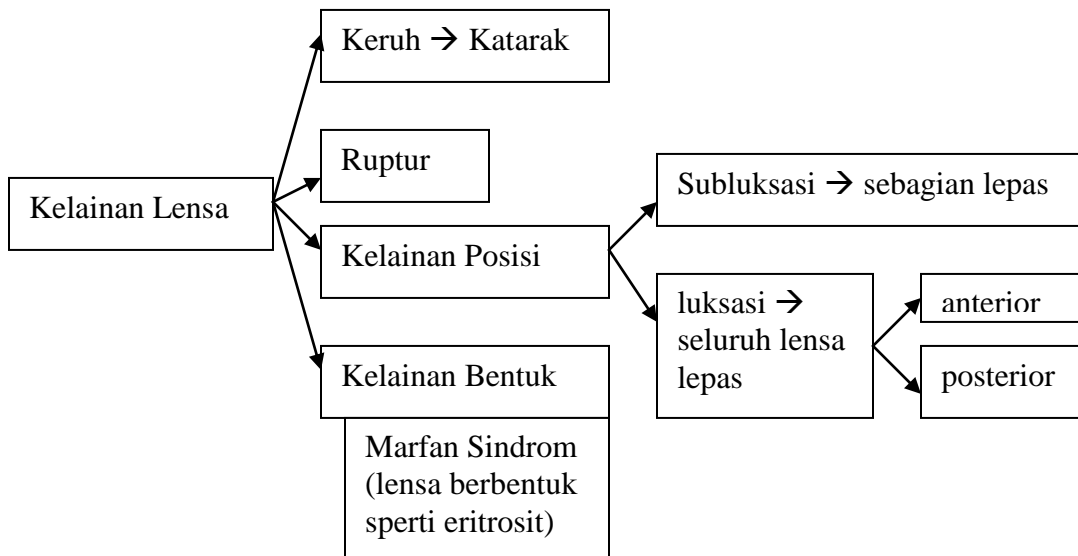 Kelainan Lensa
Keruh → Katarak
Ruptur
Kelainan Posisi
Subluksasi → sebagian lepas
luksasi →
seluruh lensa
lepas
anterior
posterior
Kelainan Bentuk
Marfan Sindrom
(lensa berbentuk
sperti eritrosit)